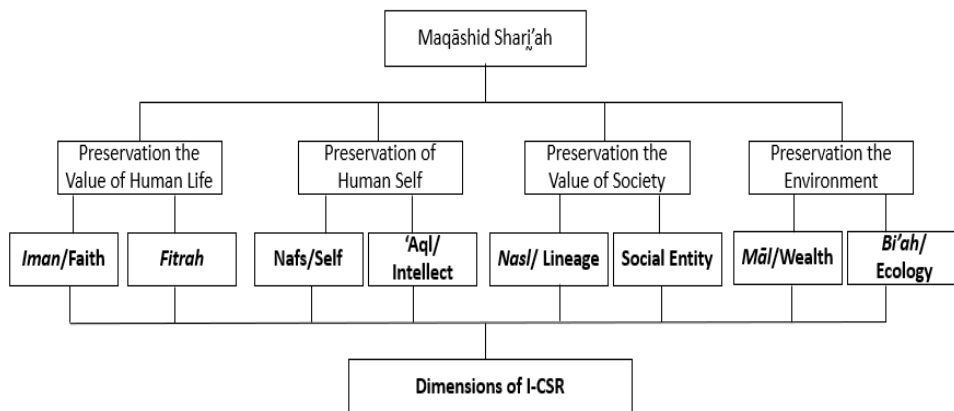 Maqāshid Sharḭ'ah
Preservation the
Value of Human Life
Preservation of
Human Self
Preservation the
Value of Society
Preservation the
Environment
Iman/Faith
Fitrah
Nafs/Self
'Aql/
Intellect
Nasl/ Lineage
Social Entity
Māl/Wealth
Bi'ah/
Ecology
Dimensions of I-CSR